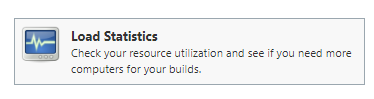 Load Statistics
Check your resource utilization and see if you need more
computers for your builds.